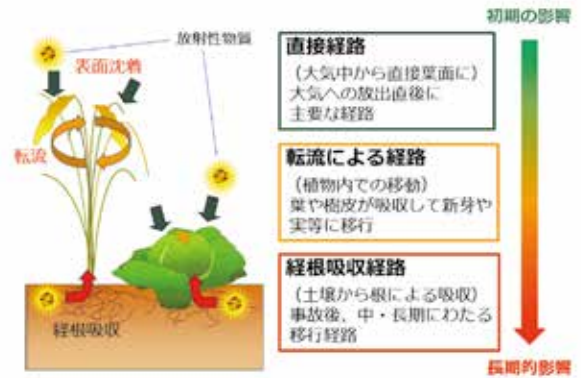 初期の影響
放射性物質
表面沈着
転流
経根吸収
直接経路
(大気中から直接葉面に)
大気への放出直後に
主要な経路
転流による経路
(植物内での移動)
葉や樹皮が吸収して新芽や
実等に移行
経根吸収経路
(土壌から根による吸収)
事故後、中・長期にわたる
移行経路
長期的影響